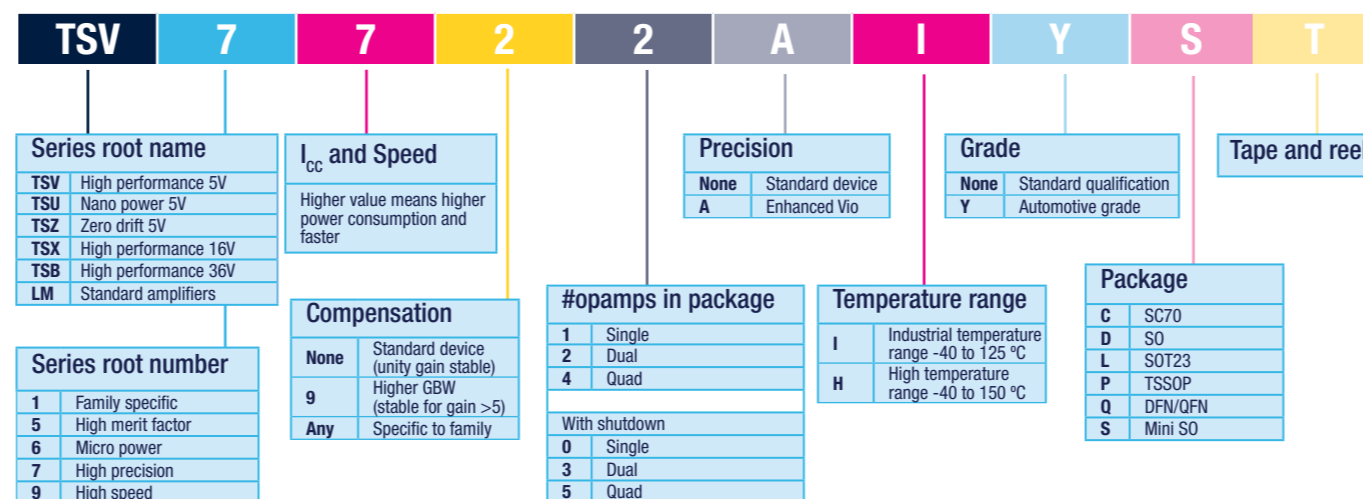 TSV 7 7 2 2 A I Y S T
Series root name
TSV High performance 5V
TSU Nano power 5V
TSZ Zero drift 5V
TSX High performance 16V
TSB High performance 36V
LM Standard amplifiers
Series root number
1 Family specific
5 High merit factor
6 Micro power
7 High precision
9 High speed
Icc and Speed
Higher value means higher
power consumption and
faster
Compensation
None Standard device
(unity gain stable)
9 Higher GBW
(stable for gain >5)
Any Specific to family
#opamps in package
1 Single
2 Dual
4 Quad
With shutdown
0 Single
3 Dual
5 Quad
Precision
None Standard device
A Enhanced Vio
Temperature range
I Industrial temperature
range -40 to 125 ºC
H High temperature
range -40 to 150 ºC
Grade
None Standard qualification
Y Automotive grade
Package
C SC70
D SO
L SOT23
P TSSOP
Q DFN/QFN
S Mini SO
Tape and reel